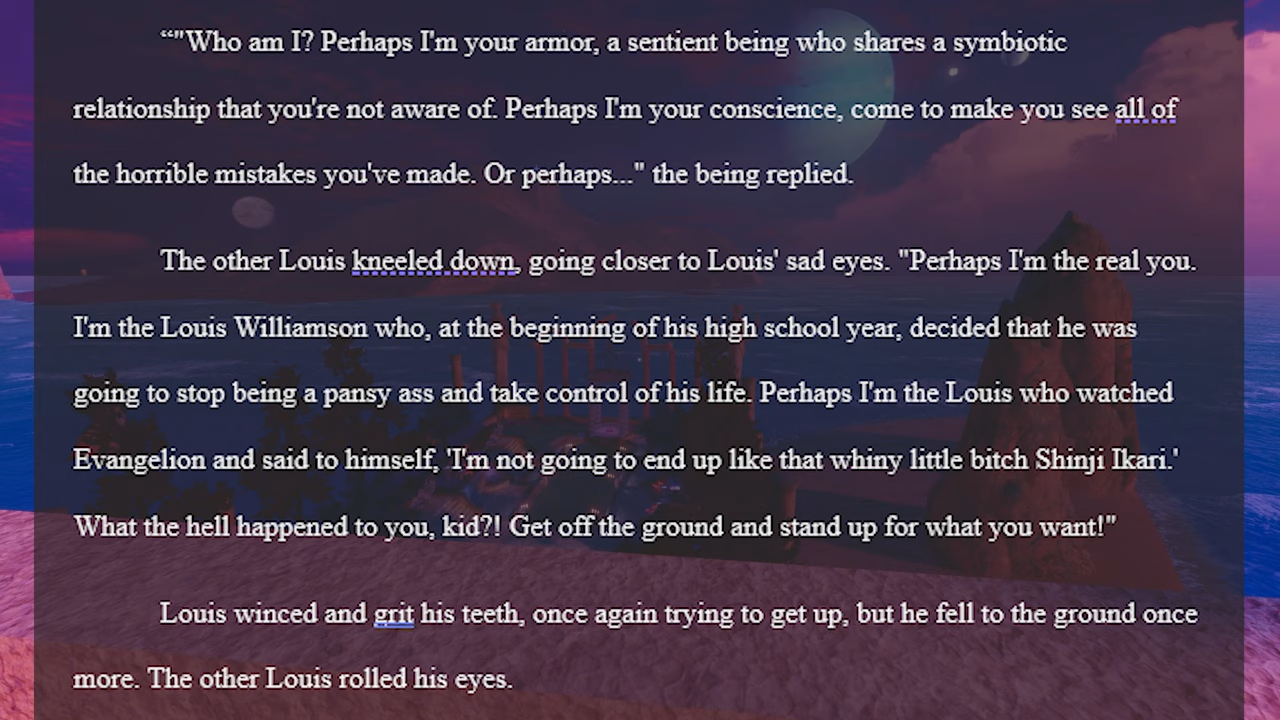 “"Who am I? Perhaps I'm your armor, a sentient being who shares a symbiotic
relationship that you're not aware of. Perhaps I'm your conscience, come to make you see all of
the horrible mistakes you've made. Or perhaps..." the being replied.
The other Louis kneeled down, going closer to Louis' sad eyes. "Perhaps I'm the real you.
I'm the Louis Williamson who, at the beginning of his high school year, decided that he was
going to stop being a pansy ass and take control of his life. Perhaps I'm the Louis who watched
Evangelion and said to himself, 'I'm not going to end up like that whiny little bitch Shinji Ikari.'
What the hell happened to you, kid?! Get off the ground and stand up for what you want!"
Louis winced and grit his teeth, once again trying to get up, but he fell to the ground once
more. The other Louis rolled his eyes.